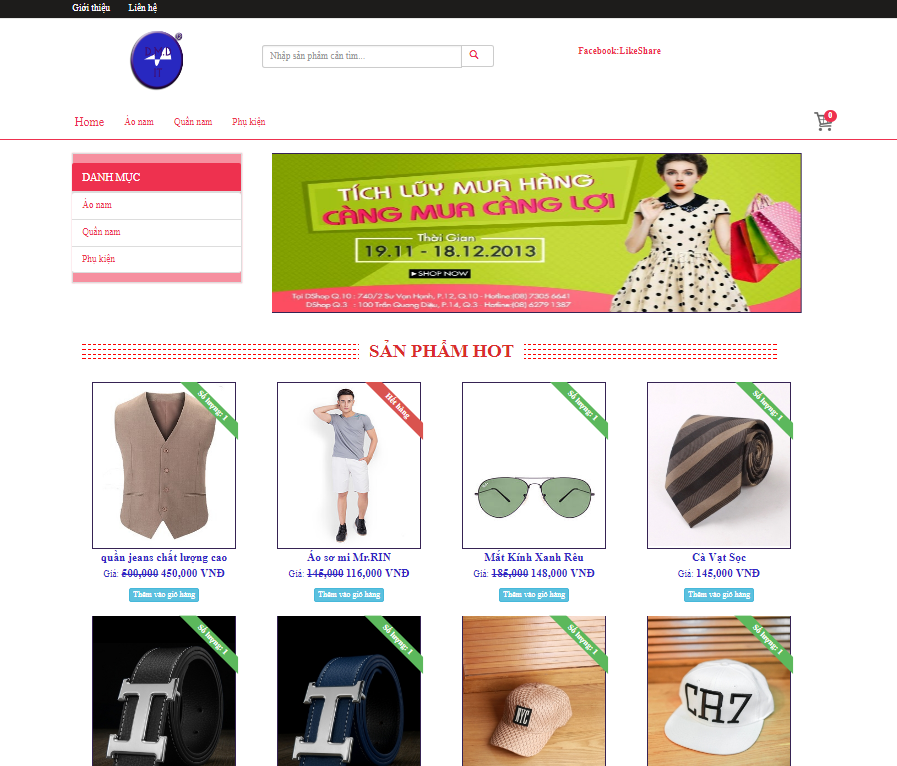 Giới thiệu Liên hệ
Nhập sản phẩm cần tìm...
Facebook:LikeShare
Home Áo nam Quần nam Phụ kiện
0
DANH MỤC
Áo nam
Quần nam
Phụ kiện
TÍCH LŨY MUA HÀNG
CÀNG MUA CÀNG LỢI
Thời Gian
19.11 - 18.12.2013
SHOP NOW
Tại DShop Q.10 : 740/2 Sư Vạn Hạnh, P.12, Q.10 - Hotline:(08) 7305 6641
DShop Q.3 : 100 Trần Quang Diệu, P.14, Q.3 - Hotline:(08) 6279 1387
SẢN PHẨM HOT
Số lượng: 1
Hết hàng
Số lượng: 1
Số lượng: 1
quần jeans chất lượng cao
Giá: 500,000 450,000 VNĐ
Thêm vào giỏ hàng
Áo sơ mi Mr.RIN
Giá: 145,000 116,000 VNĐ
Thêm vào giỏ hàng
Mắt Kính Xanh Rêu
Giá: 185,000 148,000 VNĐ
Thêm vào giỏ hàng
Cà Vạt Sọc
Giá: 145,000 VNĐ
Thêm vào giỏ hàng
Số lượng: 1
Số lượng: 1
Số lượng: 1
Số lượng: 1
NYC
CR7